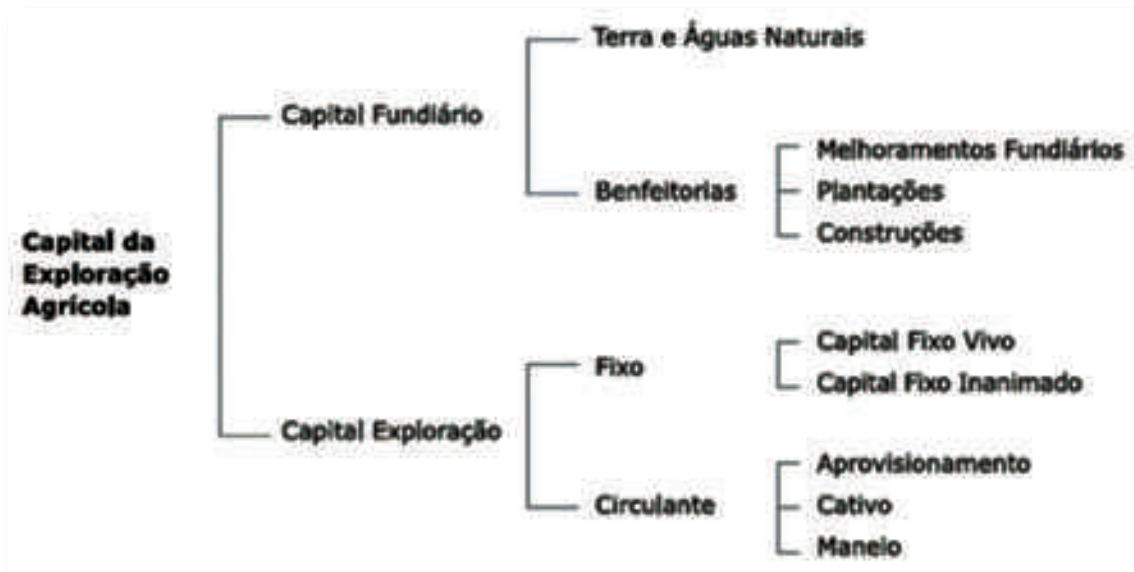 Terra e Águas Naturais
Capital Fundiário
Melhoramentos Fundiários
Benfeitorias
Plantações
Construções
Capital da
Exploração
Agrícola
Capital Fixo Vivo
Fixo
Capital Fixo Inanimado
Capital Exploração
Aprovisionamento
Circulante
Cativo
Maneio